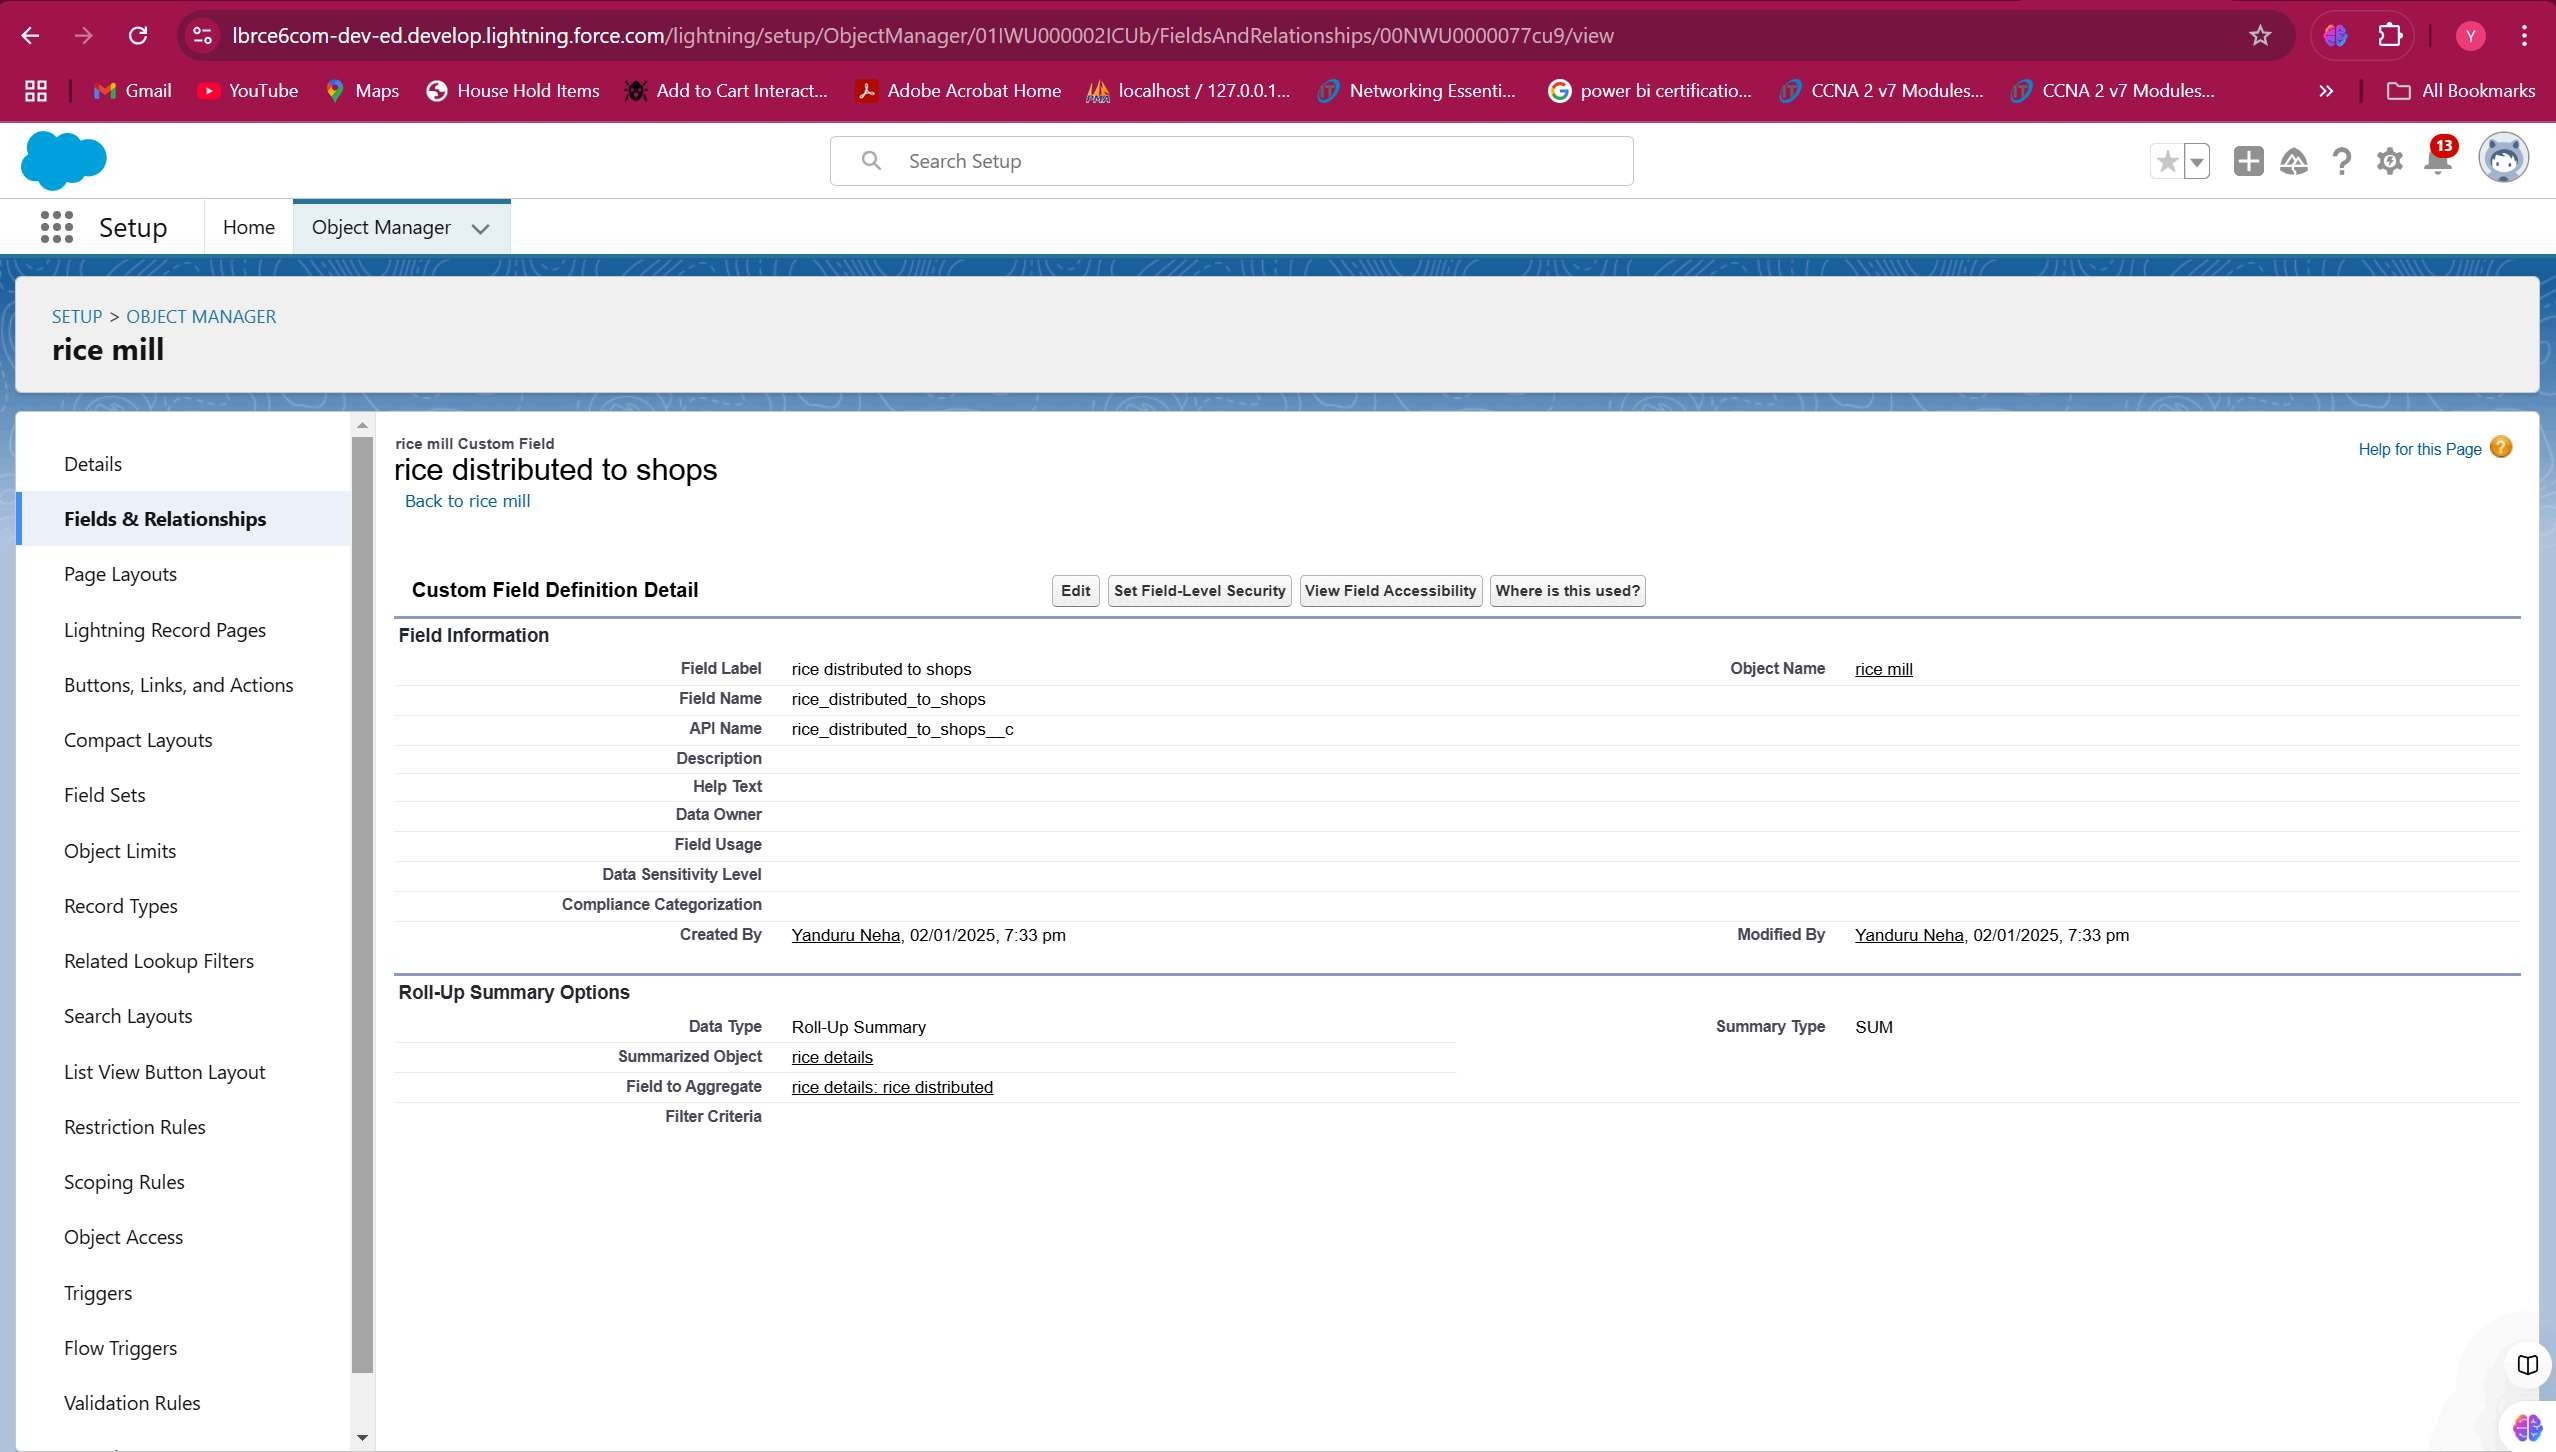 lbrce6com-dev-ed.develop.lightning.force.com/lightning/setup/ObjectManager/01IWU000002ICUb/FieldsAndRelationships/00NWU0000077cu9/view
Y
Gmail
YouTube
Maps
House Hold Items
Add to Cart Interact...
Adobe Acrobat Home
localhost / 127.0.0.1...
Networking Essenti...
power bi certificatio...
CCNA 2 v7 Modules...
CCNA 2 v7 Modules...
All Bookmarks
Search Setup
13
Setup
Home
Object Manager
SETUP > OBJECT MANAGER
rice mill
Details
Fields & Relationships
Page Layouts
Lightning Record Pages
Buttons, Links, and Actions
Compact Layouts
Field Sets
Object Limits
Record Types
Related Lookup Filters
Search Layouts
List View Button Layout
Restriction Rules
Scoping Rules
Object Access
Triggers
Flow Triggers
Validation Rules
rice mill Custom Field
rice distributed to shops
Back to rice mill
Help for this Page
Custom Field Definition Detail
Edit
Set Field-Level Security
View Field Accessibility
Where is this used?
Field Information
Field Label rice distributed to shops
Object Name rice mill
Field Name rice_distributed_to_shops
API Name rice_distributed_to_shops__c
Description
Help Text
Data Owner
Field Usage
Data Sensitivity Level
Compliance Categorization
Created By Yanduru Neha, 02/01/2025, 7:33 pm
Modified By Yanduru Neha, 02/01/2025, 7:33 pm
Roll-Up Summary Options
Data Type Roll-Up Summary
Summary Type SUM
Summarized Object rice details
Field to Aggregate rice details: rice distributed
Filter Criteria